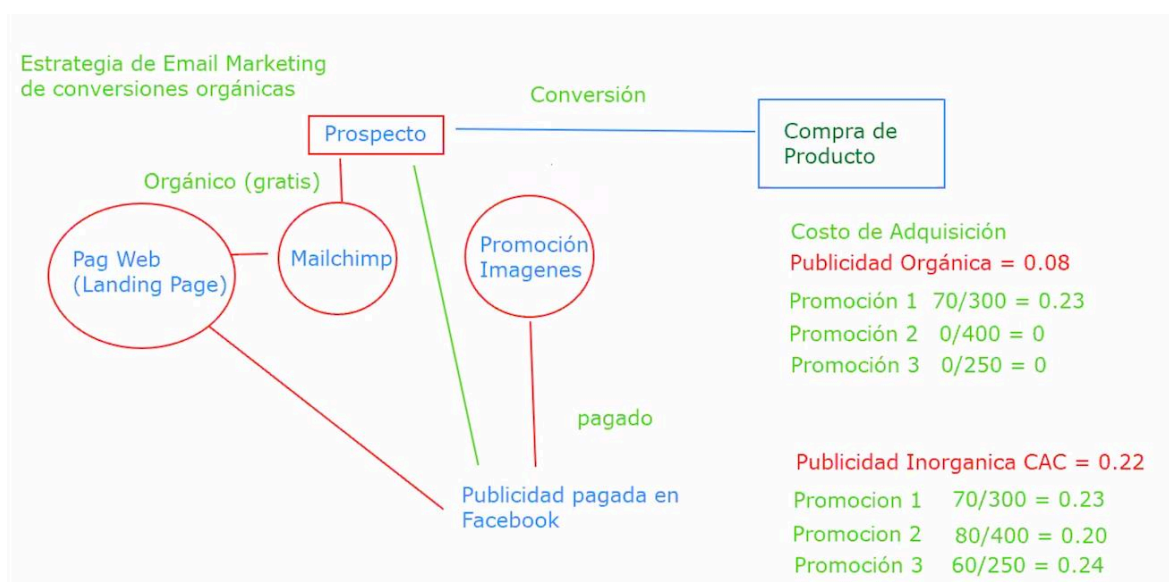 Estrategia de Email Marketing
de conversiones orgánicas
Conversión
Prospecto
Compra de
Producto
Orgánico (gratis)
Pag Web
(Landing Page)
Mailchimp
Promoción
Imagenes
pagado
Publicidad pagada en
Facebook
Costo de Adquisición
Publicidad Orgánica = 0.08
Promoción 1 70/300 = 0.23
Promoción 2 0/400 = 0
Promoción 3 0/250 = 0
Publicidad Inorganica CAC = 0.22
Promocion 1 70/300 = 0.23
Promocion 2 80/400 = 0.20
Promoción 3 60/250 = 0.24